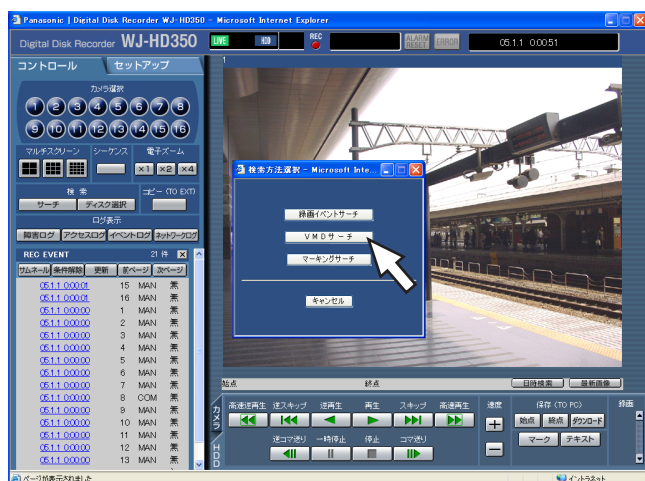 Panasonic | Digital Disk Recorder WJ-HD350 - Microsoft Internet Explorer
Digital Disk Recorder WJ-HD350
LIVE HDD REC ALARM RESET ERROR 05.1.1 0:00:51
コントロール セットアップ
カメラ選択
1 2 3 4 5 6 7 8
9 10 11 12 13 14 15 16
マルチスクリーン シーケンス 電子ズーム
×1 ×2 ×4
検索 コピー (TO EXT)
サーチ ディスク選択
ログ表示
障害ログ アクセスログ イベントログ ネットワークログ
REC EVENT 21 件
サムネール 条件解除 更新 前ページ 次ページ
05.1.1 0:00:01 15 MAN 無
05.1.1 0:00:01 16 MAN 無
05.1.1 0:00:00 1 MAN 無
05.1.1 0:00:00 2 MAN 無
05.1.1 0:00:00 3 MAN 無
05.1.1 0:00:00 4 MAN 無
05.1.1 0:00:00 5 MAN 無
05.1.1 0:00:00 6 MAN 無
05.1.1 0:00:00 7 MAN 無
05.1.1 0:00:00 8 COM 無
05.1.1 0:00:00 9 MAN 無
05.1.1 0:00:00 10 MAN 無
05.1.1 0:00:00 11 MAN 無
05.1.1 0:00:00 12 MAN 無
05.1.1 0:00:00 13 MAN 無
1
検索方法選択 - Microsoft Inte...
録画イベントサーチ
VMDサーチ
マーキングサーチ
キャンセル
始点 終点 日時検索 最新画像
カメラ
HDD
高速逆再生 逆スキップ 逆再生 再生 スキップ 高速再生
逆コマ送り 一時停止 停止 コマ送り
速度
保存 (TO PC)
始点 終点 ダウンロード
マーク テキスト
録画
ページが表示されました
インターネット